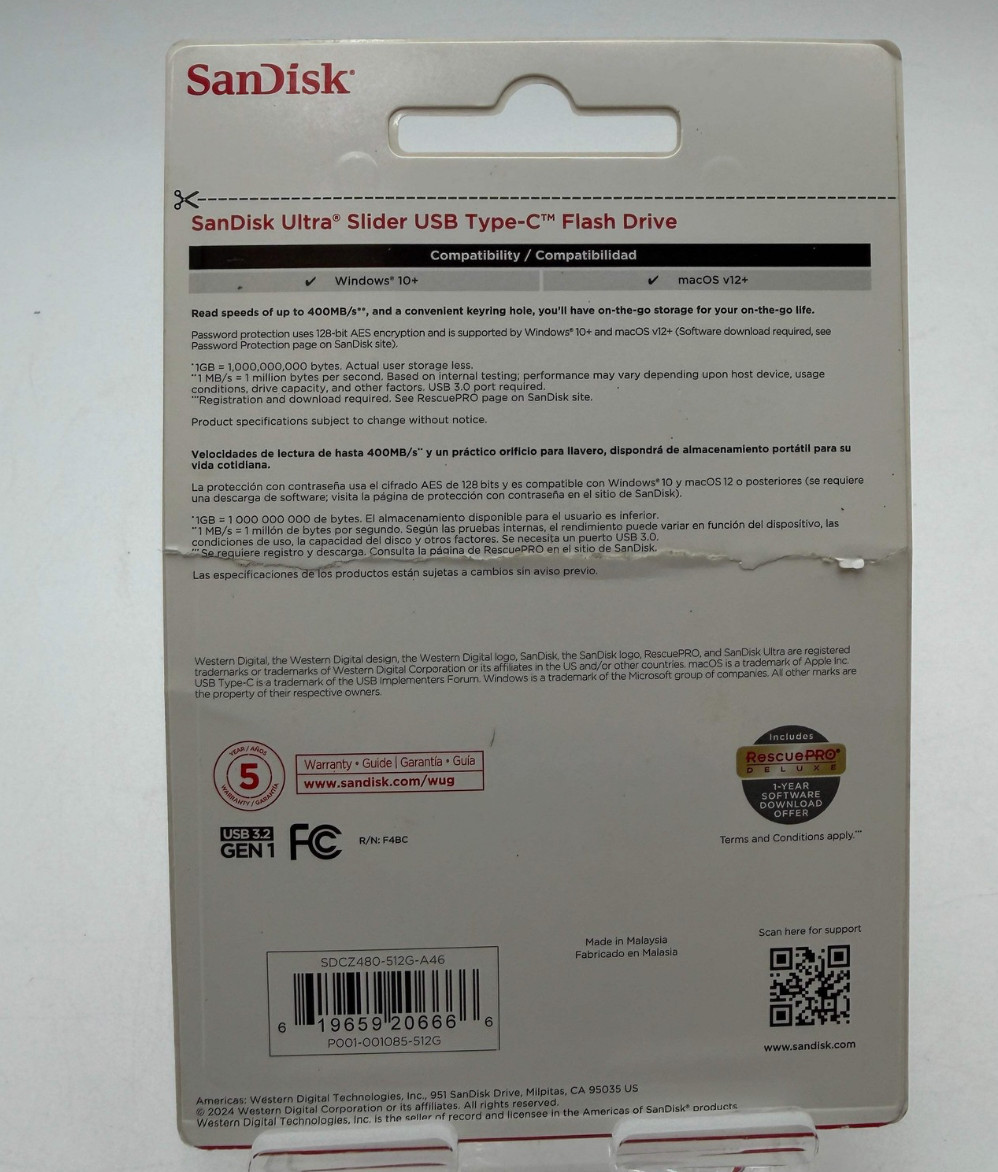 SanDisk®
SanDisk Ultra® Slider USB Type-C™ Flash Drive
Compatibility / Compatibilidad
✓ Windows® 10+ ✓ macOS v12+
Read speeds of up to 400MB/s**, and a convenient keyring hole, you'll have on-the-go storage for your on-the-go life.
Password protection uses 128-bit AES encryption and is supported by Windows® 10+ and macOS v12+ (Software download required, see
Password Protection page on SanDisk site).
*1GB = 1,000,000,000 bytes. Actual user storage less.
**1 MB/s = 1 million bytes per second. Based on internal testing; performance may vary depending upon host device, usage
conditions, drive capacity, and other factors. USB 3.0 port required.
***Registration and download required. See RescuePRO page on SanDisk site.
Product specifications subject to change without notice.
Velocidades de lectura de hasta 400MB/s** y un práctico orificio para llavero, dispondrá de almacenamiento portátil para su
vida cotidiana.
La protección con contraseña usa el cifrado AES de 128 bits y es compatible con Windows® 10 y macOS 12 o posteriores (se requiere
una descarga de software; visita la página de protección con contraseña en el sitio de SanDisk).
*1GB = 1 000 000 000 de bytes. El almacenamiento disponible para el usuario es inferior.
**1 MB/s = 1 millón de bytes por segundo. Según las pruebas internas, el rendimiento puede variar en función del dispositivo, las
condiciones de uso, la capacidad del disco y otros factores. Se necesita un puerto USB 3.0.
***Se requiere registro y descarga. Consulta la página de RescuePRO en el sitio de SanDisk.
Las especificaciones de los productos están sujetas a cambios sin aviso previo.
Western Digital, the Western Digital design, the Western Digital logo, SanDisk, the SanDisk logo, RescuePRO, and SanDisk Ultra are registered
trademarks or trademarks of Western Digital Corporation or its affiliates in the US and/or other countries. macOS is a trademark of Apple Inc.
USB Type-C is a trademark of the USB Implementers Forum. Windows is a trademark of the Microsoft group of companies. All other marks are
the property of their respective owners.
YEAR / AÑOS
5
WARRANTY / GARANTÍA
Warranty • Guide | Garantía • Guía
www.sandisk.com/wug
Includes
RescuePRO®
DELUXE
1-YEAR
SOFTWARE
DOWNLOAD
OFFER
Terms and Conditions apply.***
USB 3.2
GEN 1
FC
R/N: F4BC
SDCZ480-512G-A46
6 19659 20666 6
P001-001085-512G
Made in Malaysia
Fabricado en Malasia
Scan here for support
www.sandisk.com
Americas: Western Digital Technologies, Inc., 951 SanDisk Drive, Milpitas, CA 95035 US
© 2024 Western Digital Corporation or its affiliates. All rights reserved.
Western Digital Technologies, Inc. is the seller of record and licensee in the Americas of SanDisk® products.